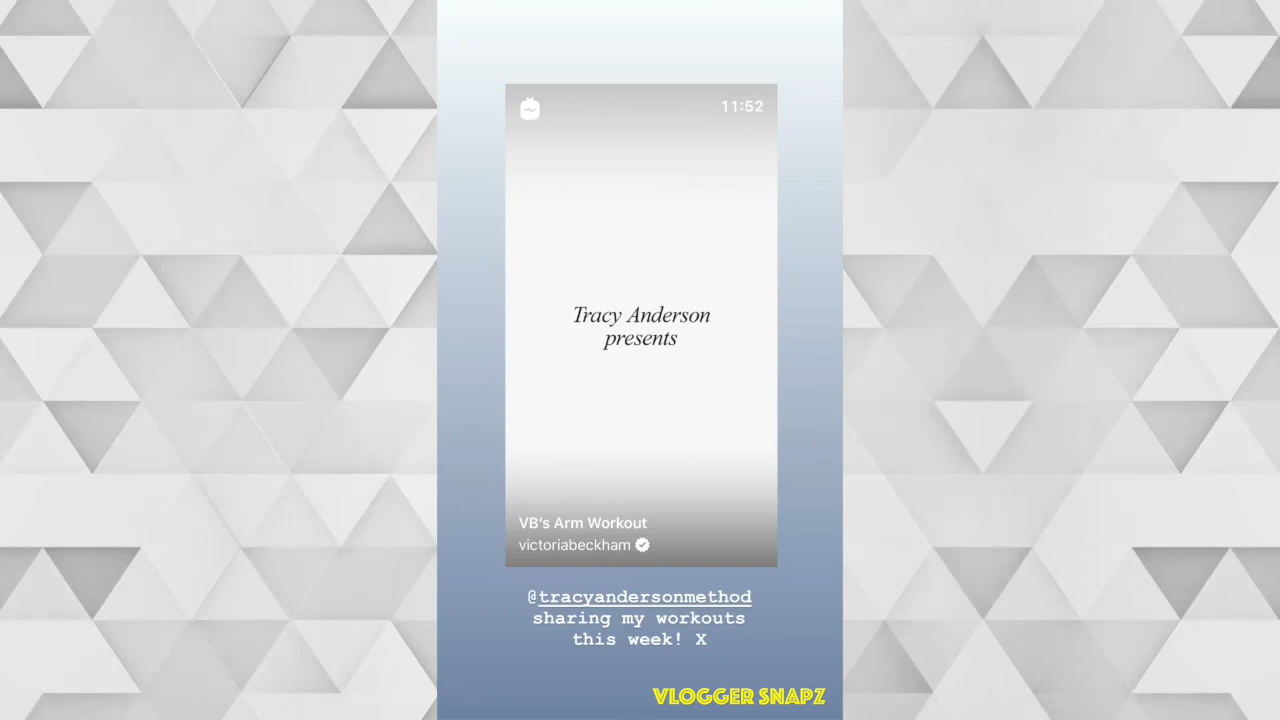 11:52
Tracy Anderson
presents
VB's Arm Workout
victoriabeckham
@tracyandersonmethod
sharing my workouts
this week! X
VLOGGER SNAPZ